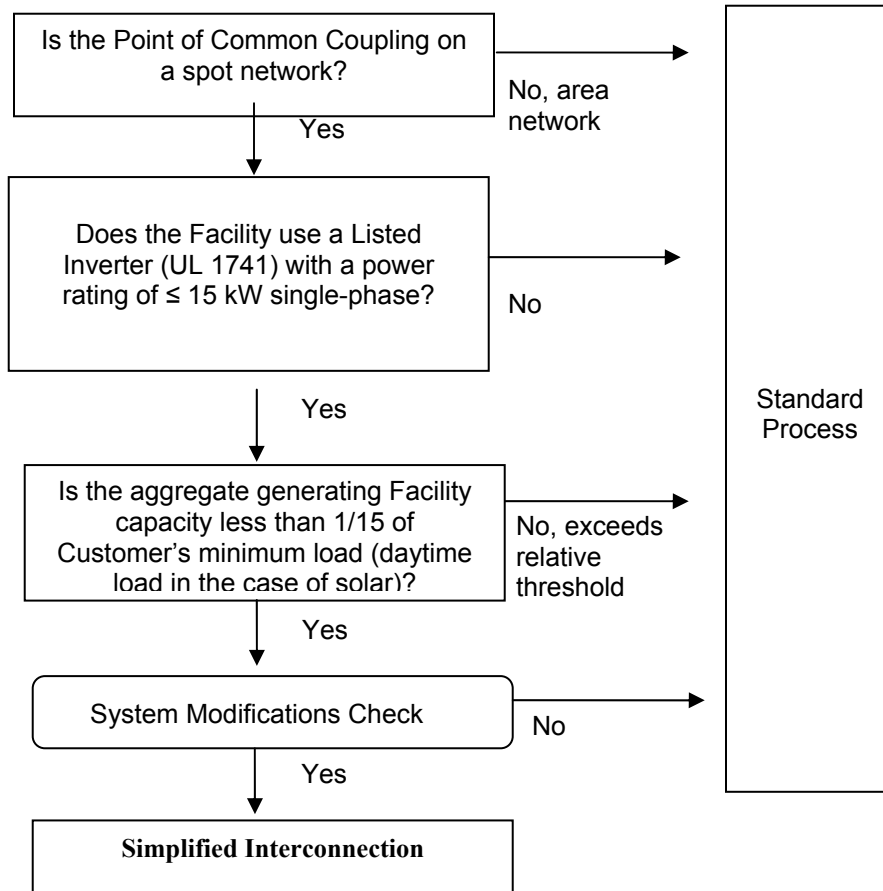 Is the Point of Common Coupling on
a spot network?
No, area
network
Yes
Does the Facility use a Listed
Inverter (UL 1741) with a power
rating of ≤ 15 kW single-phase?
No
Yes
Standard
Process
Is the aggregate generating Facility
capacity less than 1/15 of
Customer's minimum load (daytime
load in the case of solar)?
No, exceeds
relative
threshold
Yes
System Modifications Check
No
Yes
Simplified Interconnection